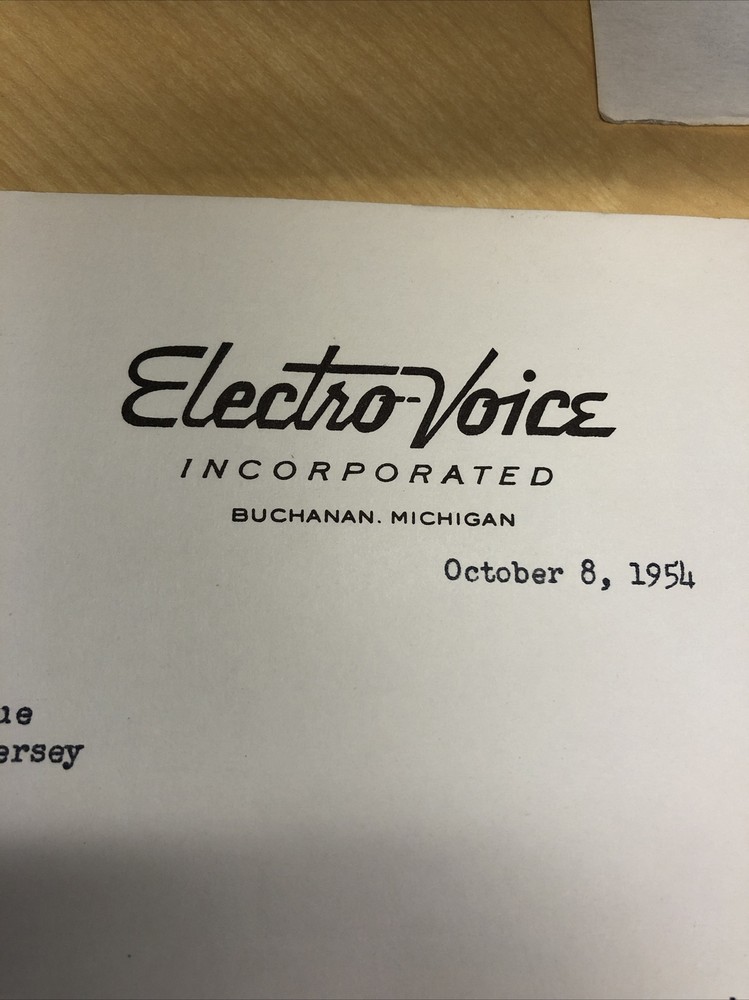 Electro-Voice
INCORPORATED
BUCHANAN. MICHIGAN
October 8, 1954
ue
ersey